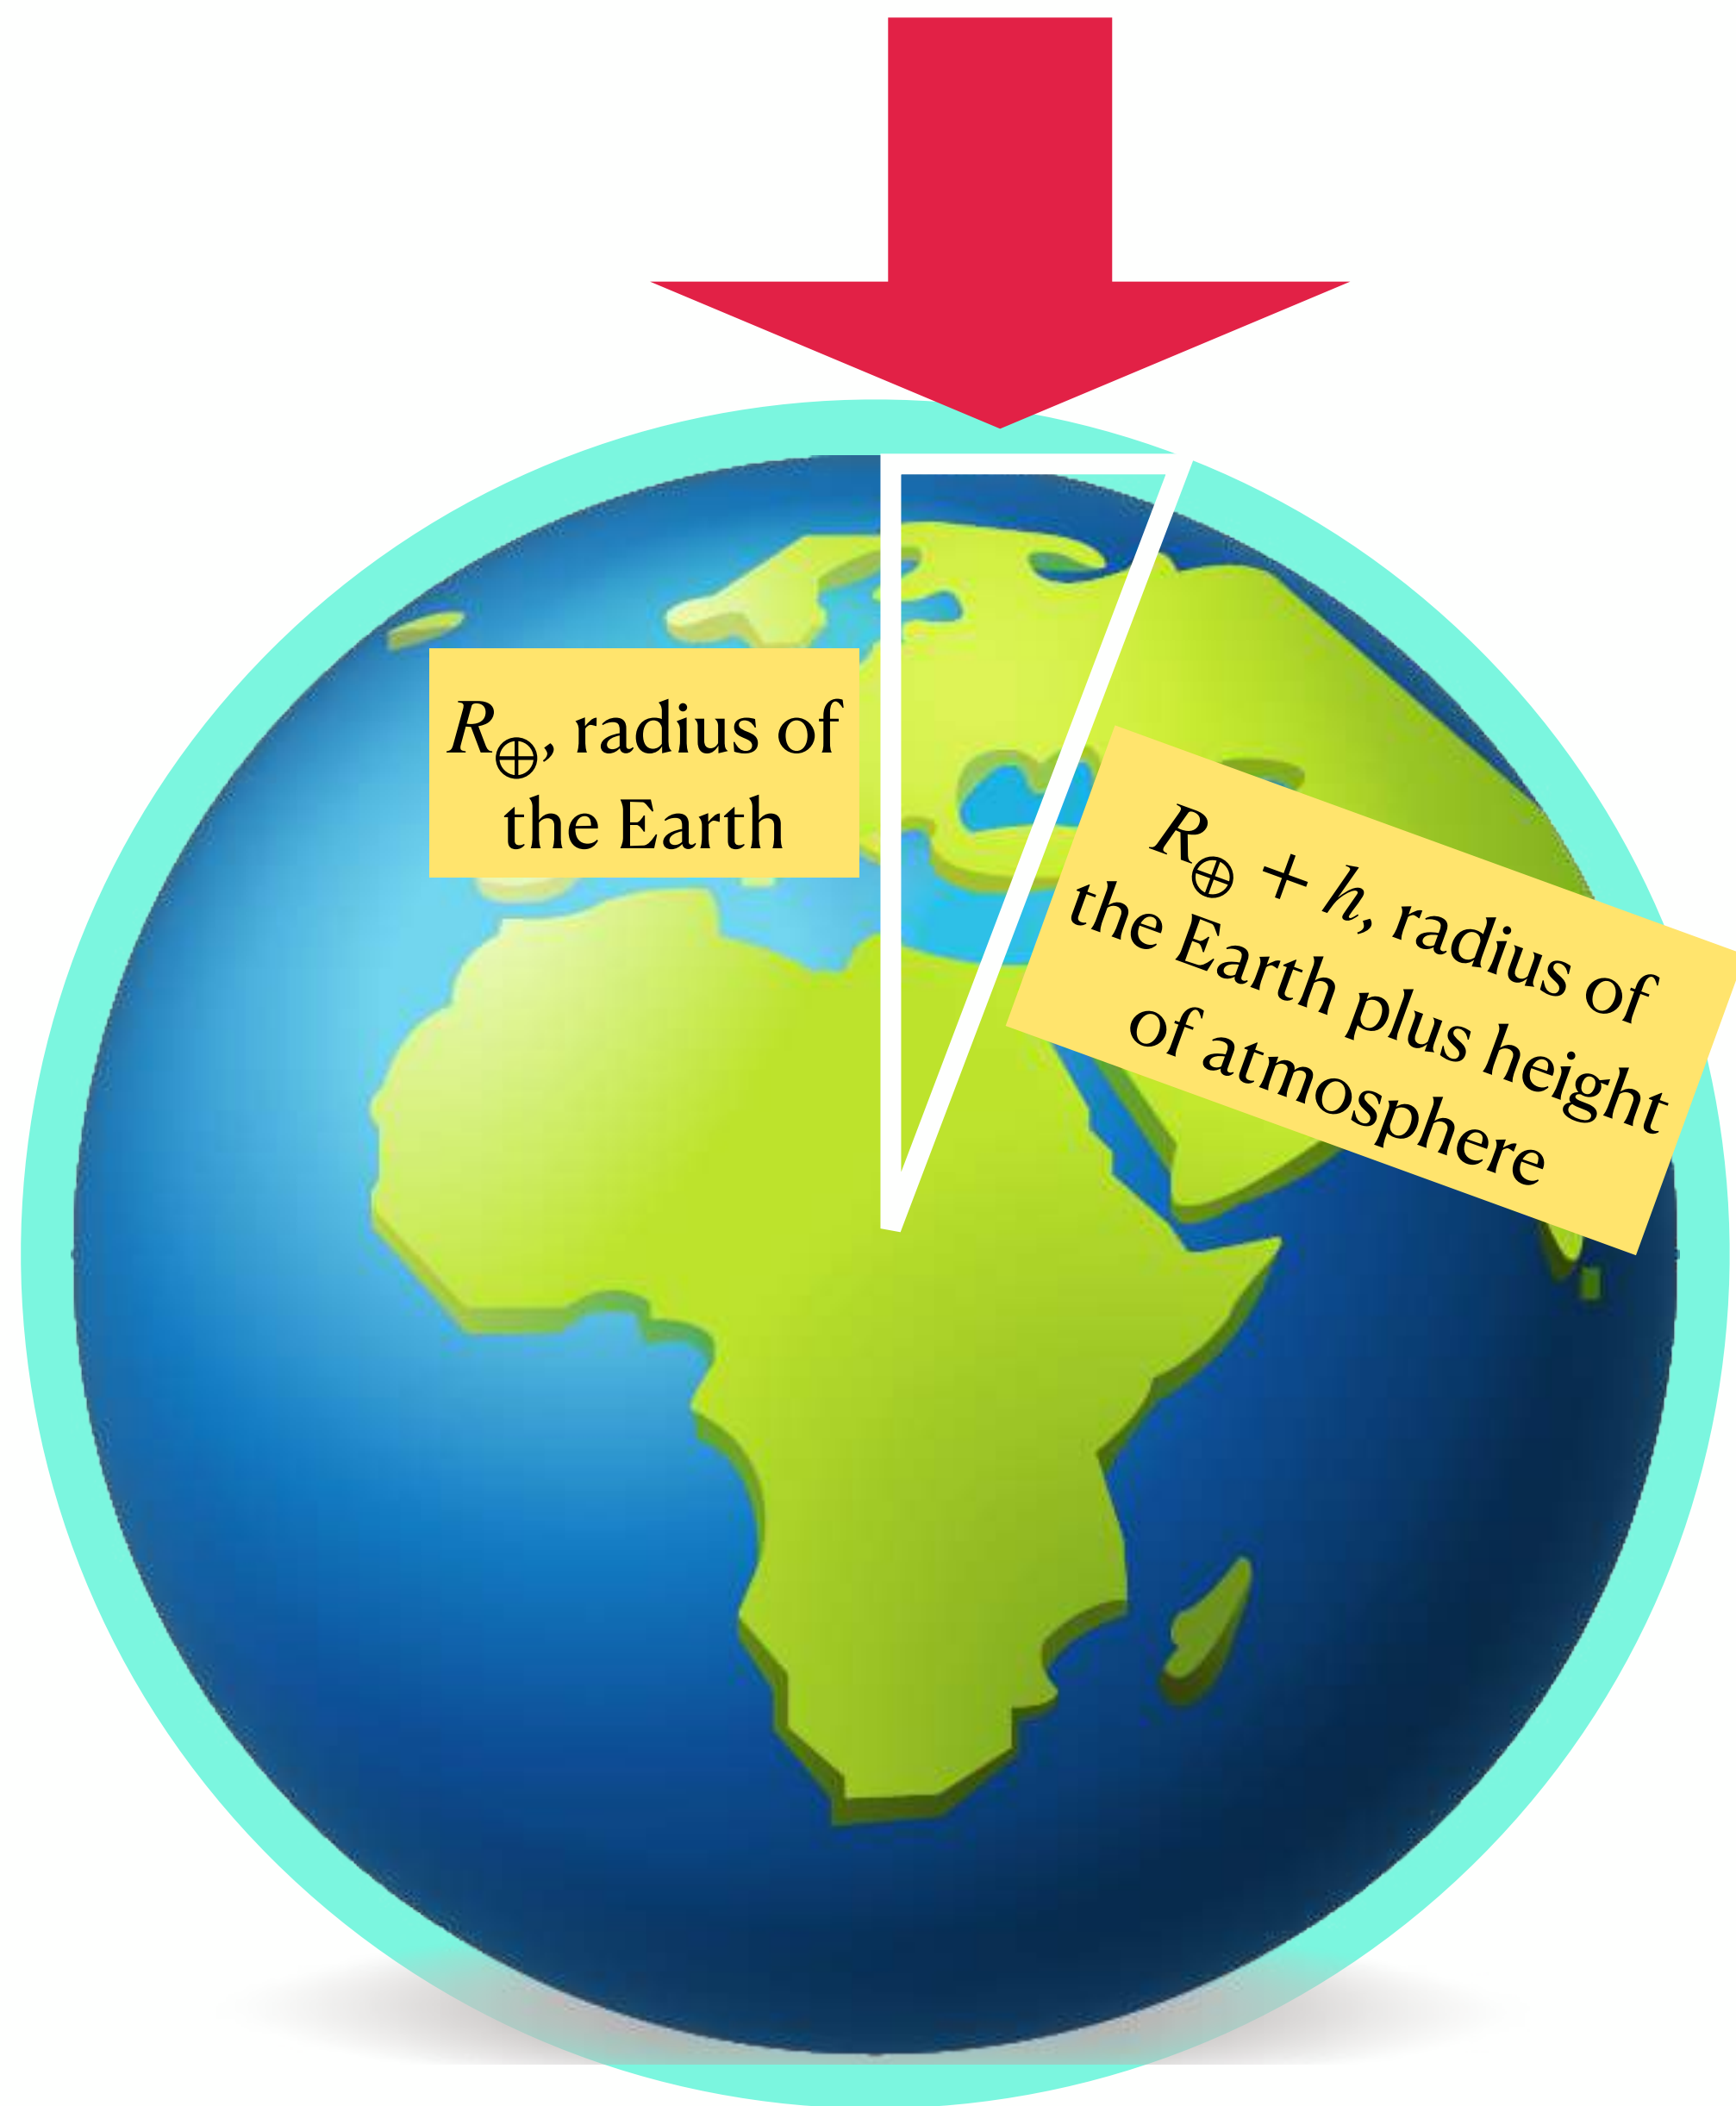 R⊕, radius of
the Earth
R⊕ + h, radius of
the Earth plus height
of atmosphere